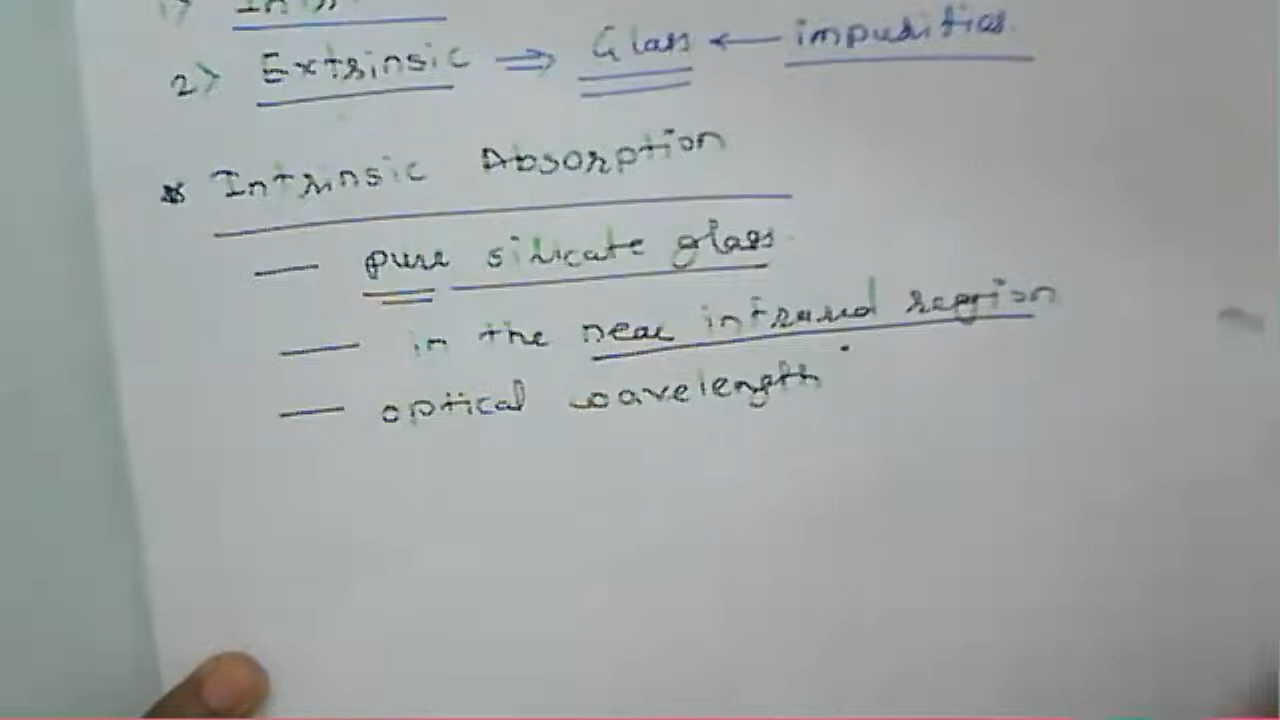 2) Extrinsic ⇒ Glass ← impurities
* Intrinsic Absorption
— pure silicate glass.
— in the near infrared region
— optical wavelength